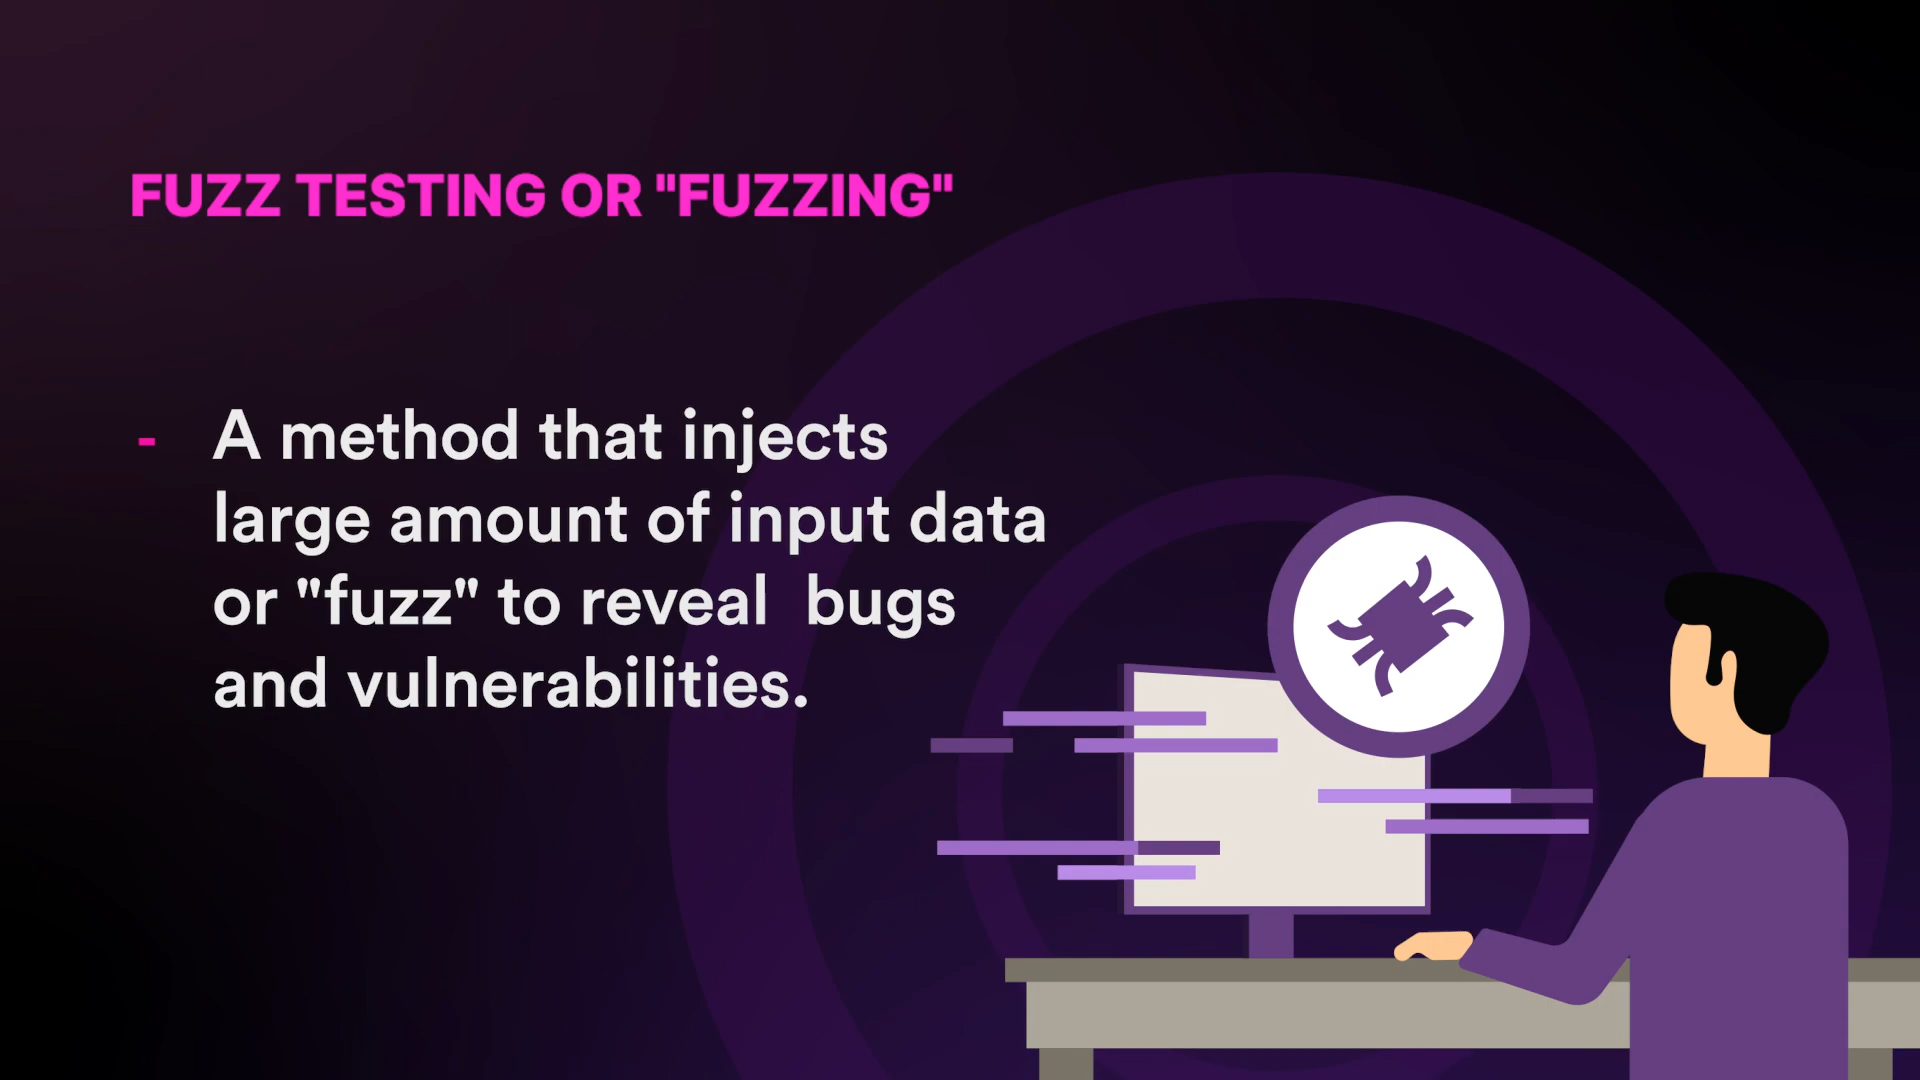 FUZZ TESTING OR "FUZZING"
- A method that injects
large amount of input data
or "fuzz" to reveal  bugs
and vulnerabilities.